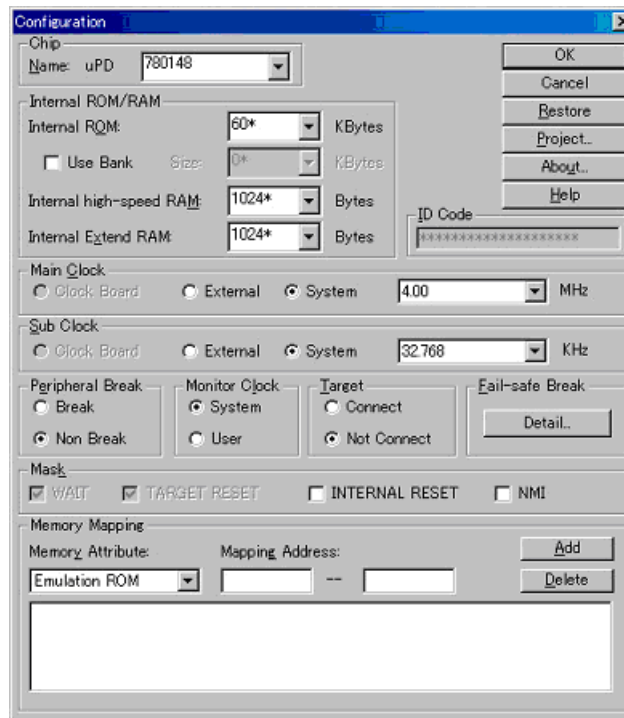 Configuration
Chip
Name: uPD 780148
OK
Cancel
Restore
Project...
About...
Help
Internal ROM/RAM
Internal ROM: 60* KBytes
Use Bank Size: 0* KBytes
Internal high-speed RAM: 1024* Bytes
Internal Extend RAM: 1024* Bytes
ID Code
********************
Main Clock
Clock Board External System 4.00 MHz
Sub Clock
Clock Board External System 32.768 KHz
Peripheral Break
Break
Non Break
Monitor Clock
System
User
Target
Connect
Not Connect
Fail-safe Break
Detail..
Mask
WAIT TARGET RESET INTERNAL RESET NMI
Memory Mapping
Memory Attribute: Mapping Address:
Add
Emulation ROM --
Delete